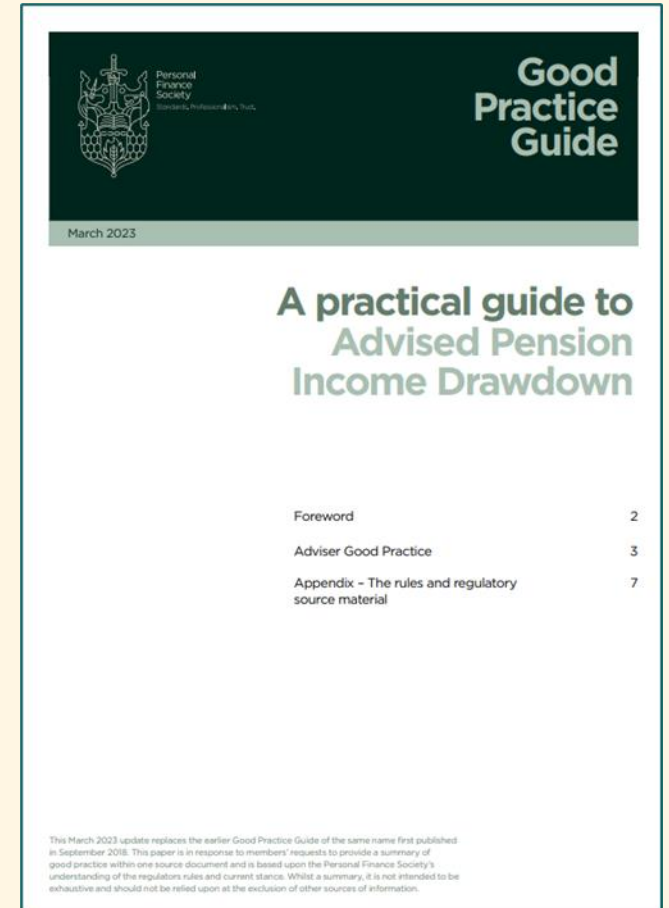 Personal
Finance
Society
Standards. Professionalism. Trust.
Good
Practice
Guide
March 2023
A practical guide to
Advised Pension
Income Drawdown
Foreword 2
Adviser Good Practice 3
Appendix – The rules and regulatory 7
source material
This March 2023 update replaces the earlier Good Practice Guide of the same name first published
in September 2018. This paper is in response to members' requests to provide a summary of
good practice within one source document and is based upon the Personal Finance Society's
understanding of the regulators rules and current stance. Whilst a summary, it is not intended to be
exhaustive and should not be relied upon at the exclusion of other sources of information.